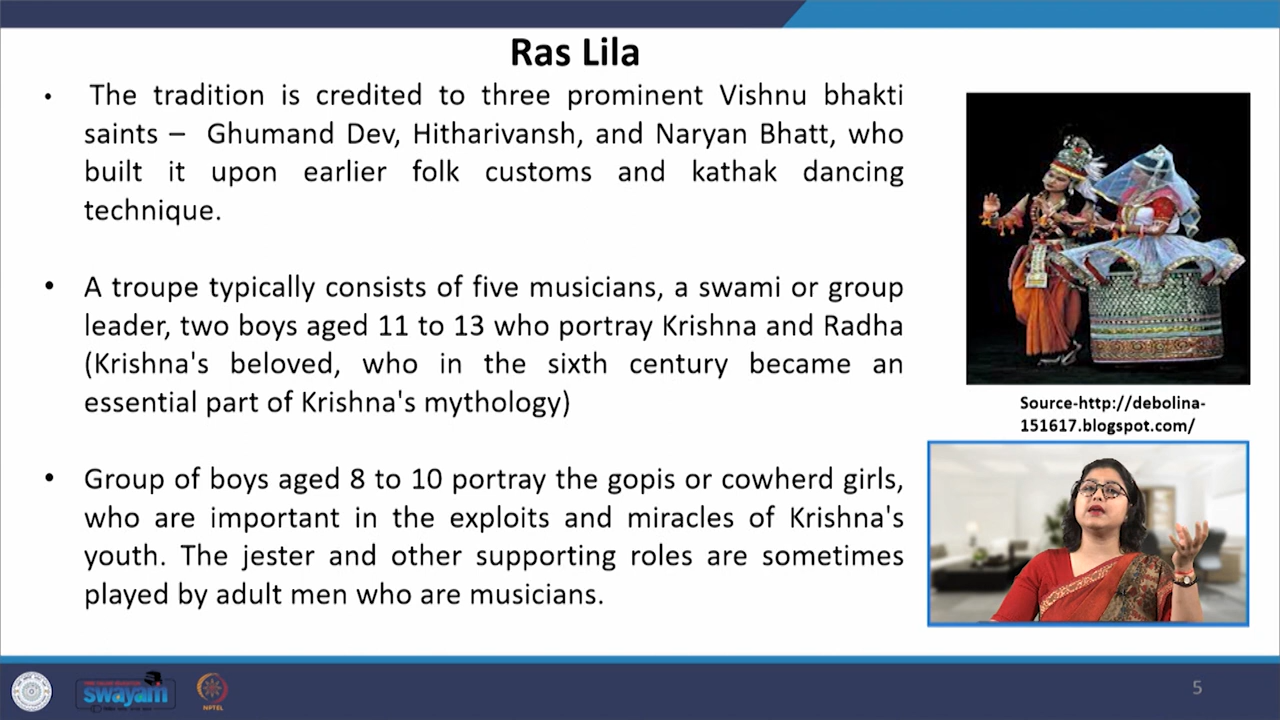 Ras Lila
• The tradition is credited to three prominent Vishnu bhakti
saints – Ghumand Dev, Hitharivansh, and Naryan Bhatt, who
built it upon earlier folk customs and kathak dancing
technique.
• A troupe typically consists of five musicians, a swami or group
leader, two boys aged 11 to 13 who portray Krishna and Radha
(Krishna's beloved, who in the sixth century became an
essential part of Krishna's mythology)
• Group of boys aged 8 to 10 portray the gopis or cowherd girls,
who are important in the exploits and miracles of Krishna's
youth. The jester and other supporting roles are sometimes
played by adult men who are musicians.
Source-http://debolina-
151617.blogspot.com/
swayam
NPTEL
5